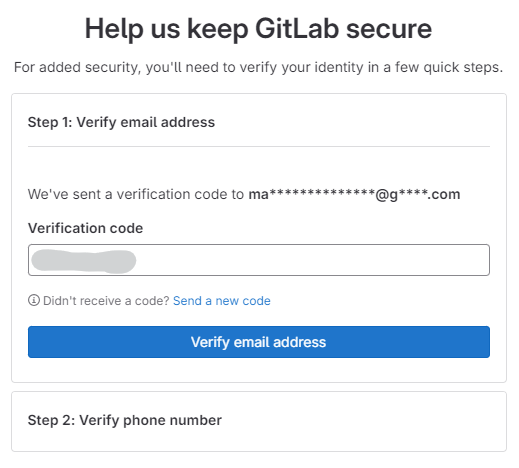 Help us keep GitLab secure
For added security, you'll need to verify your identity in a few quick steps.
Step 1: Verify email address
We've sent a verification code to ma**************@g****.com
Verification code
Didn't receive a code? Send a new code
Verify email address
Step 2: Verify phone number